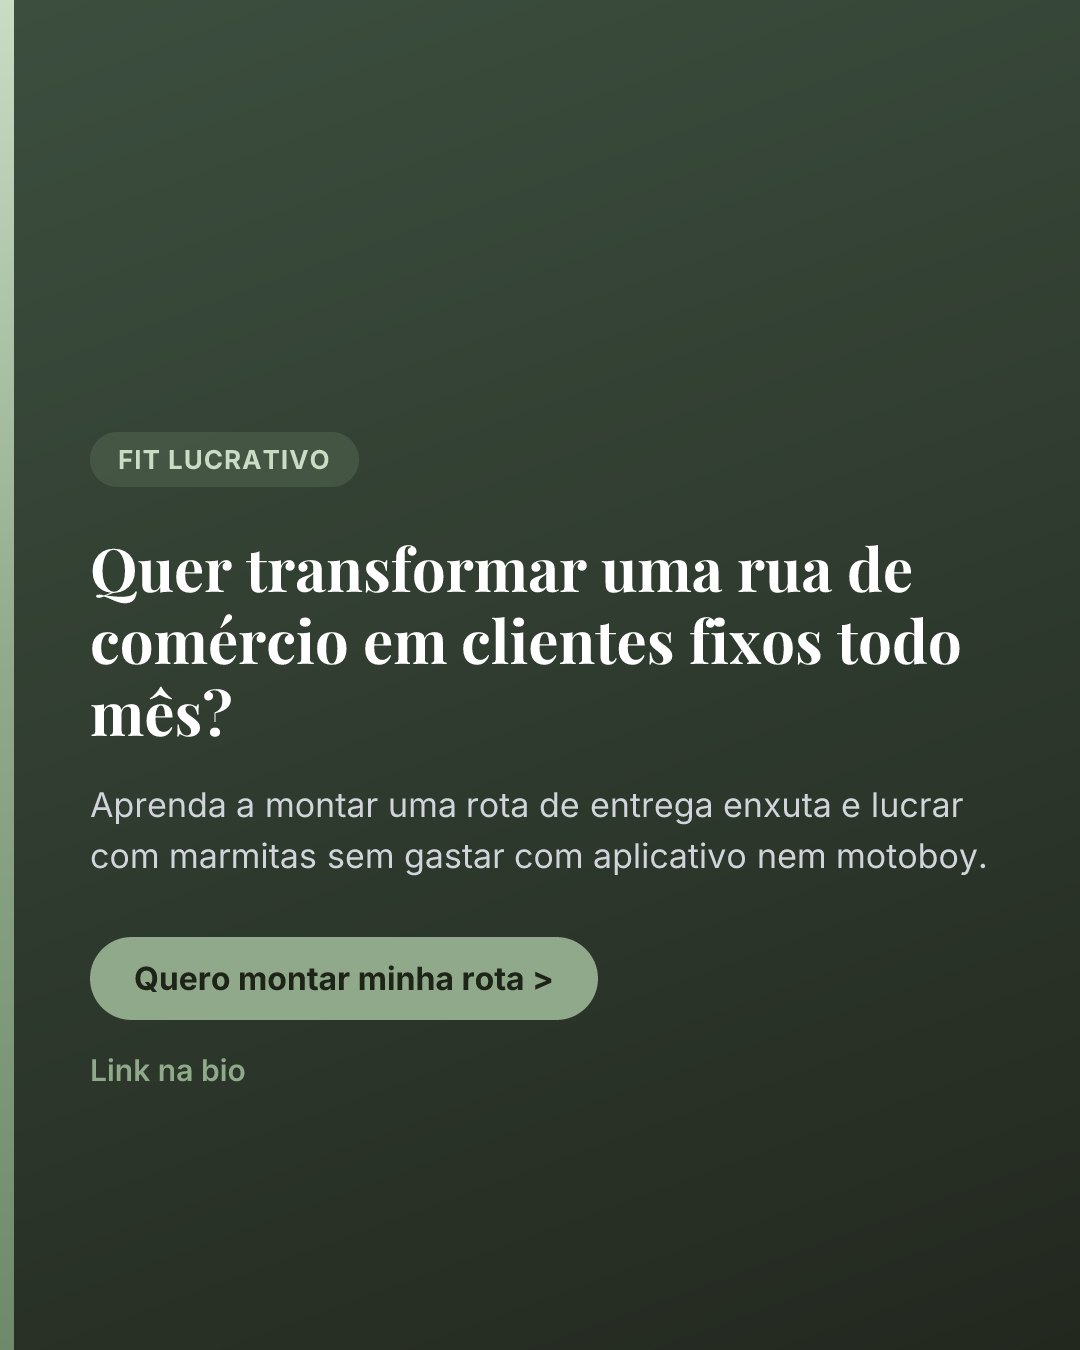 FIT LUCRATIVO
Quer transformar uma rua de
comércio em clientes fixos todo
mês?
Aprenda a montar uma rota de entrega enxuta e lucrar
com marmitas sem gastar com aplicativo nem motoboy.
Quero montar minha rota >
Link na bio